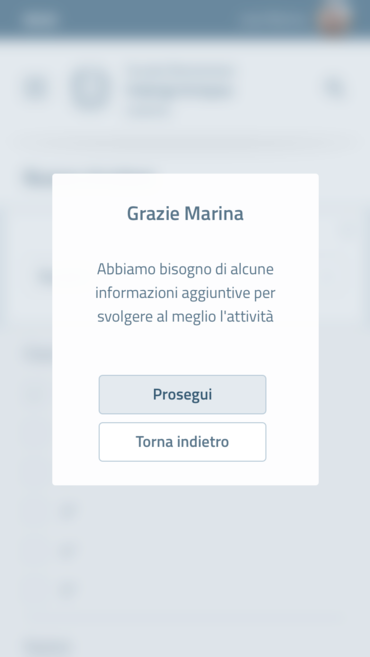 Grazie Marina
Abbiamo bisogno di alcune
informazioni aggiuntive per
svolgere al meglio l'attività
Prosegui
Torna indietro